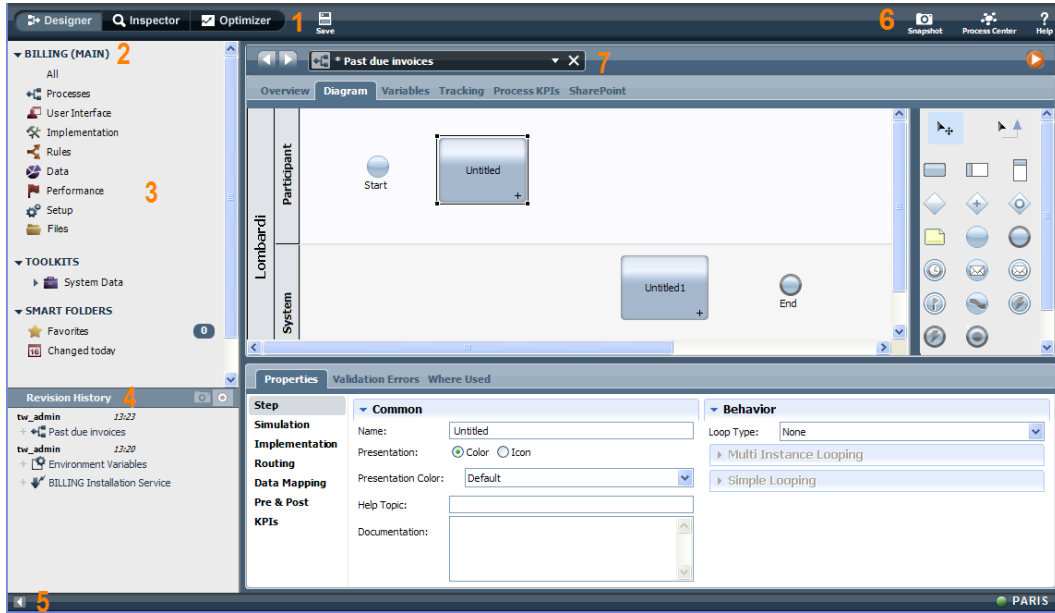 Designer Inspector Optimizer 1 Save 6 Snapshot Process Center ? Help
BILLING (MAIN) 2
All
Processes
User Interface
Implementation
Rules
Data
Performance
3
Setup
Files
TOOLKITS
System Data
SMART FOLDERS
Favorites 0
16 Changed today
Revision History 4
tw_admin 13:23
+ Past due invoices
tw_admin 13:20
+ Environment Variables
+ BILLING Installation Service
5
* Past due invoices X 7
Overview Diagram Variables Tracking Process KPIs SharePoint
Lombardi
Participant
Start
Untitled
+
System
Untitled1
+
End
Properties Validation Errors Where Used
Step
Simulation
Implementation
Routing
Data Mapping
Pre & Post
KPIs
Common
Name: Untitled
Presentation: Color Icon
Presentation Color: Default
Help Topic:
Documentation:
Behavior
Loop Type: None
Multi Instance Looping
Simple Looping
PARIS